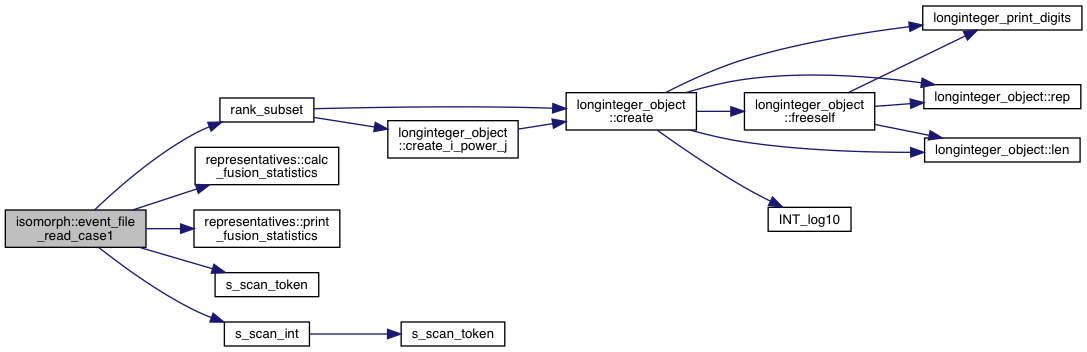 isomorph::event_file
_read_case1
rank_subset
representatives::calc
_fusion_statistics
representatives::print
_fusion_statistics
s_scan_token
s_scan_int
longinteger_object
::create_i_power_j
s_scan_token
longinteger_object
::create
longinteger_object
::freeself
INT_log10
longinteger_print_digits
longinteger_object::rep
longinteger_object::len